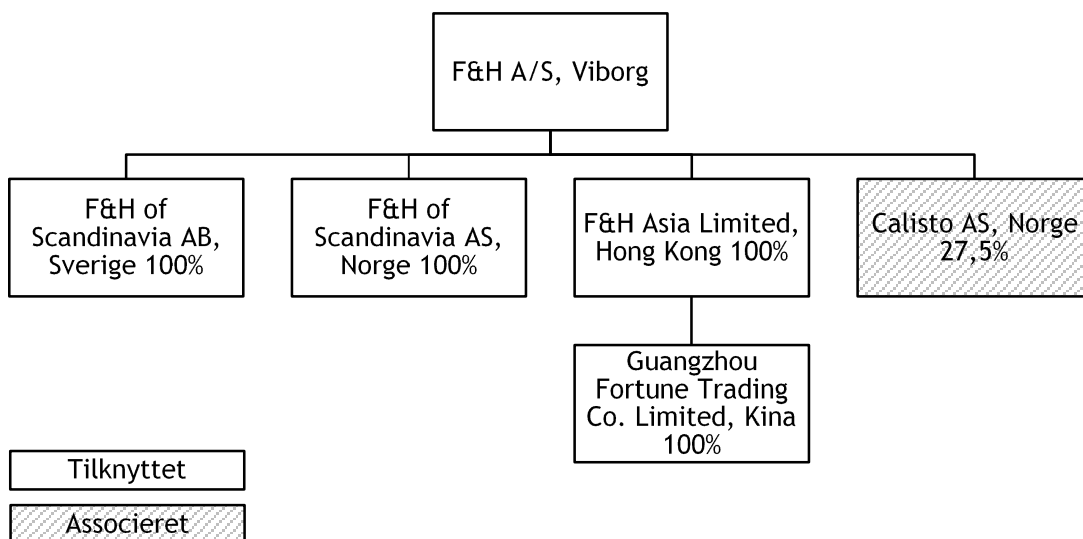 F&H A/S, Viborg
F&H of
Scandinavia AB,
Sverige 100%
F&H of
Scandinavia AS,
Norge 100%
F&H Asia Limited,
Hong Kong 100%
Calisto AS, Norge
27,5%
Guangzhou
Fortune Trading
Co. Limited, Kina
100%
Tilknyttet
Associeret